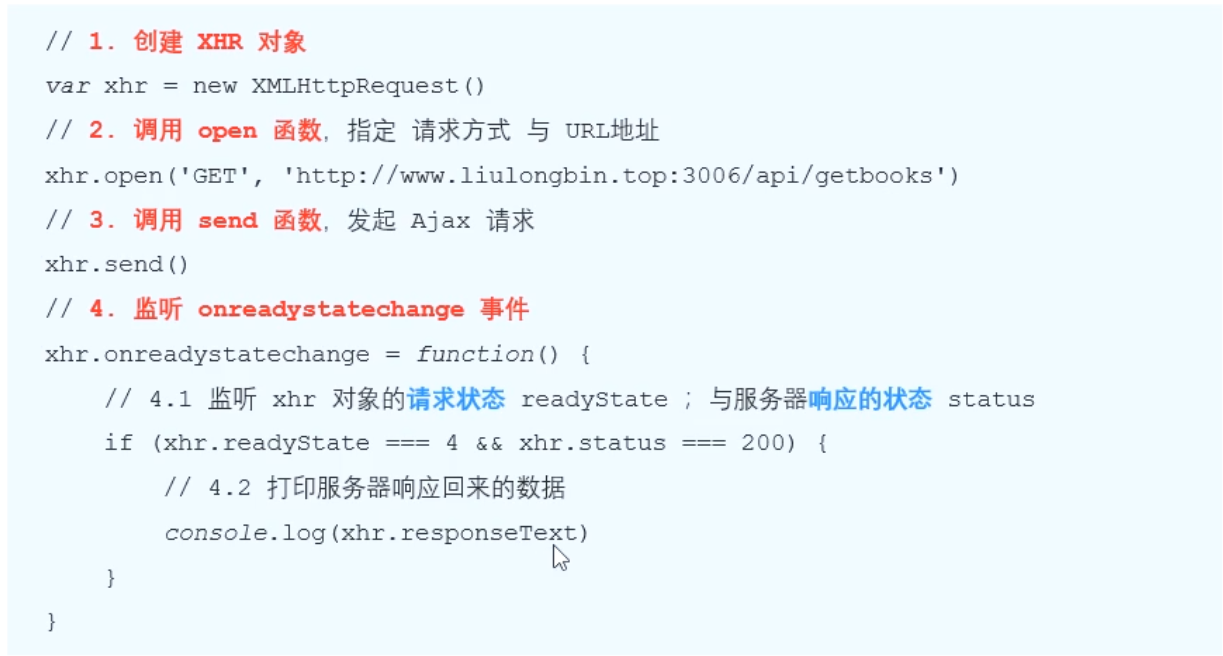 // 1. 创建 XHR 对象
var xhr = new XMLHttpRequest()
// 2. 调用 open 函数，指定 请求方式 与 URL地址
xhr.open('GET', 'http://www.liulongbin.top:3006/api/getbooks')
// 3. 调用 send 函数，发起 Ajax 请求
xhr.send()
// 4. 监听 onreadystatechange 事件
xhr.onreadystatechange = function() {
    // 4.1 监听 xhr 对象的请求状态 readyState ；与服务器响应的状态 status
    if (xhr.readyState === 4 && xhr.status === 200) {
        // 4.2 打印服务器响应回来的数据
        console.log(xhr.responseText)
    }
}